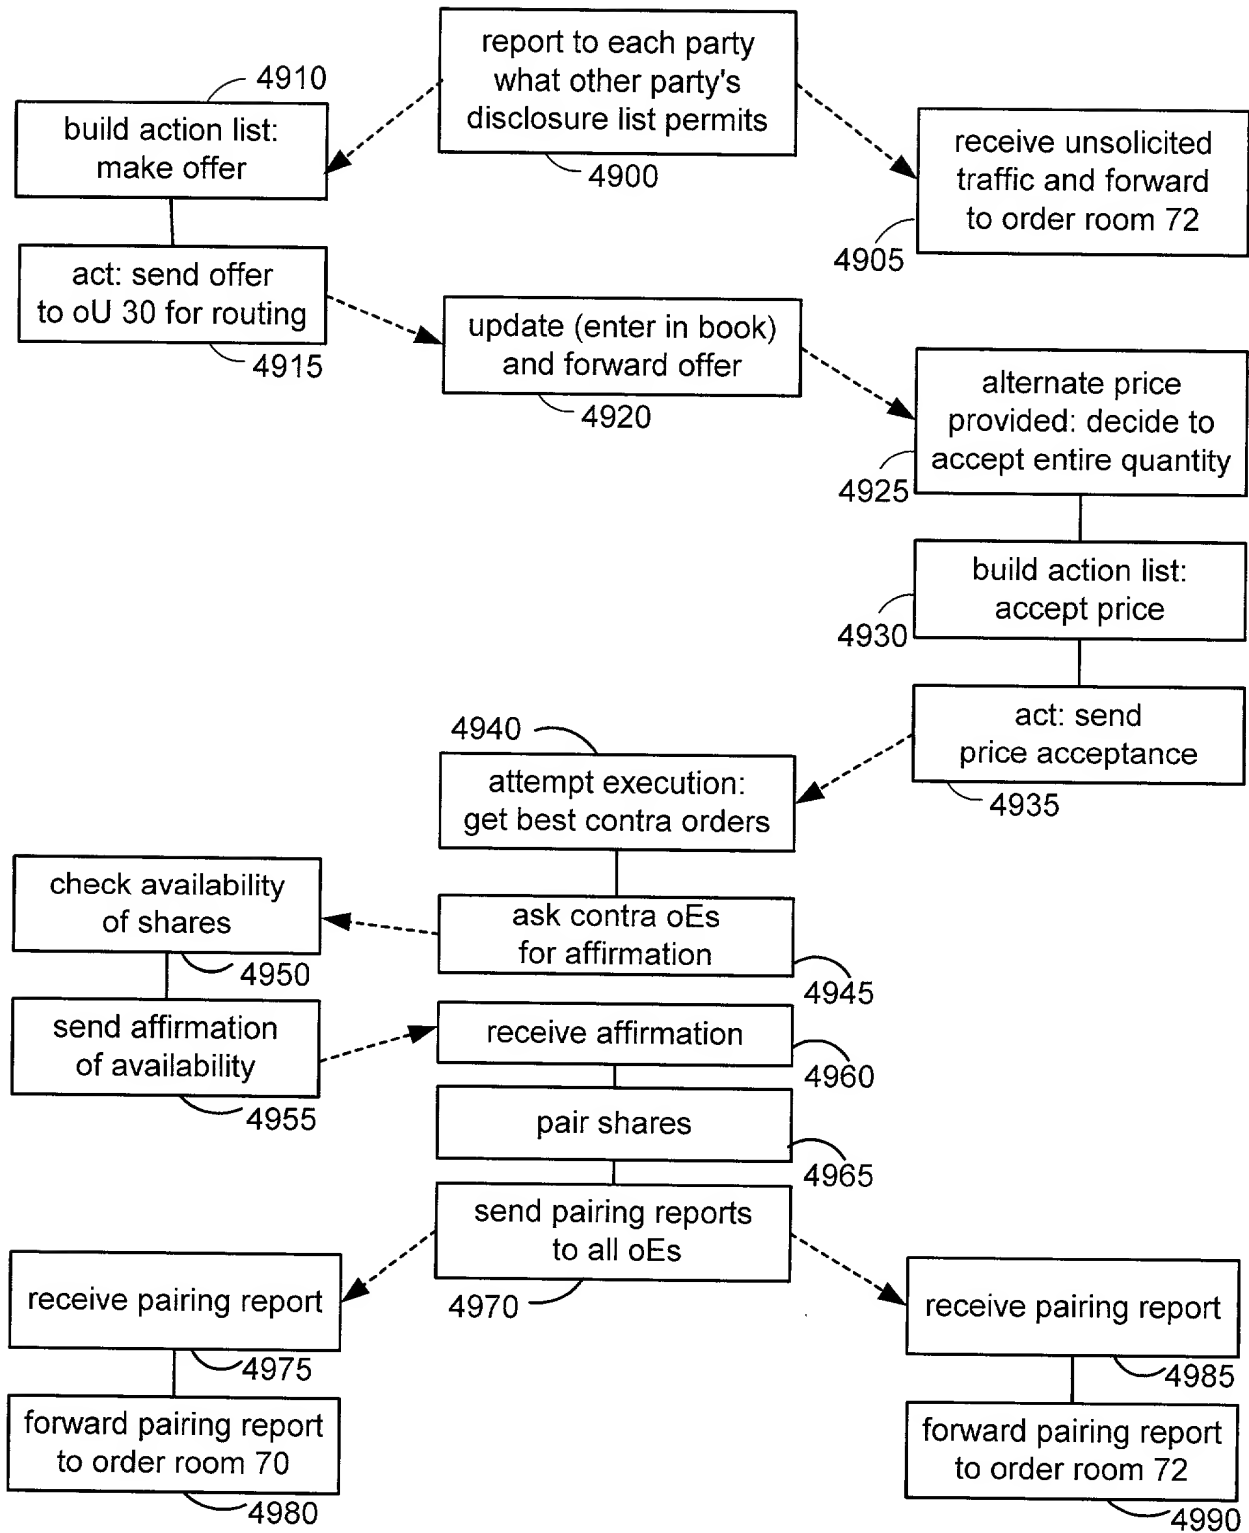 report to each party
what other party's
disclosure list permits
4900
4910
build action list:
make offer
receive unsolicited
traffic and forward
to order room 72
4905
act: send offer
to oU 30 for routing
4915
update (enter in book)
and forward offer
4920
alternate price
provided: decide to
accept entire quantity
4925
build action list:
accept price
4930
act: send
price acceptance
4935
4940
attempt execution:
get best contra orders
ask contra oEs
for affirmation
4945
check availability
of shares
4950
send affirmation
of availability
4955
receive affirmation
4960
pair shares
4965
send pairing reports
to all oEs
4970
receive pairing report
4975
forward pairing report
to order room 70
4980
receive pairing report
4985
forward pairing report
to order room 72
4990